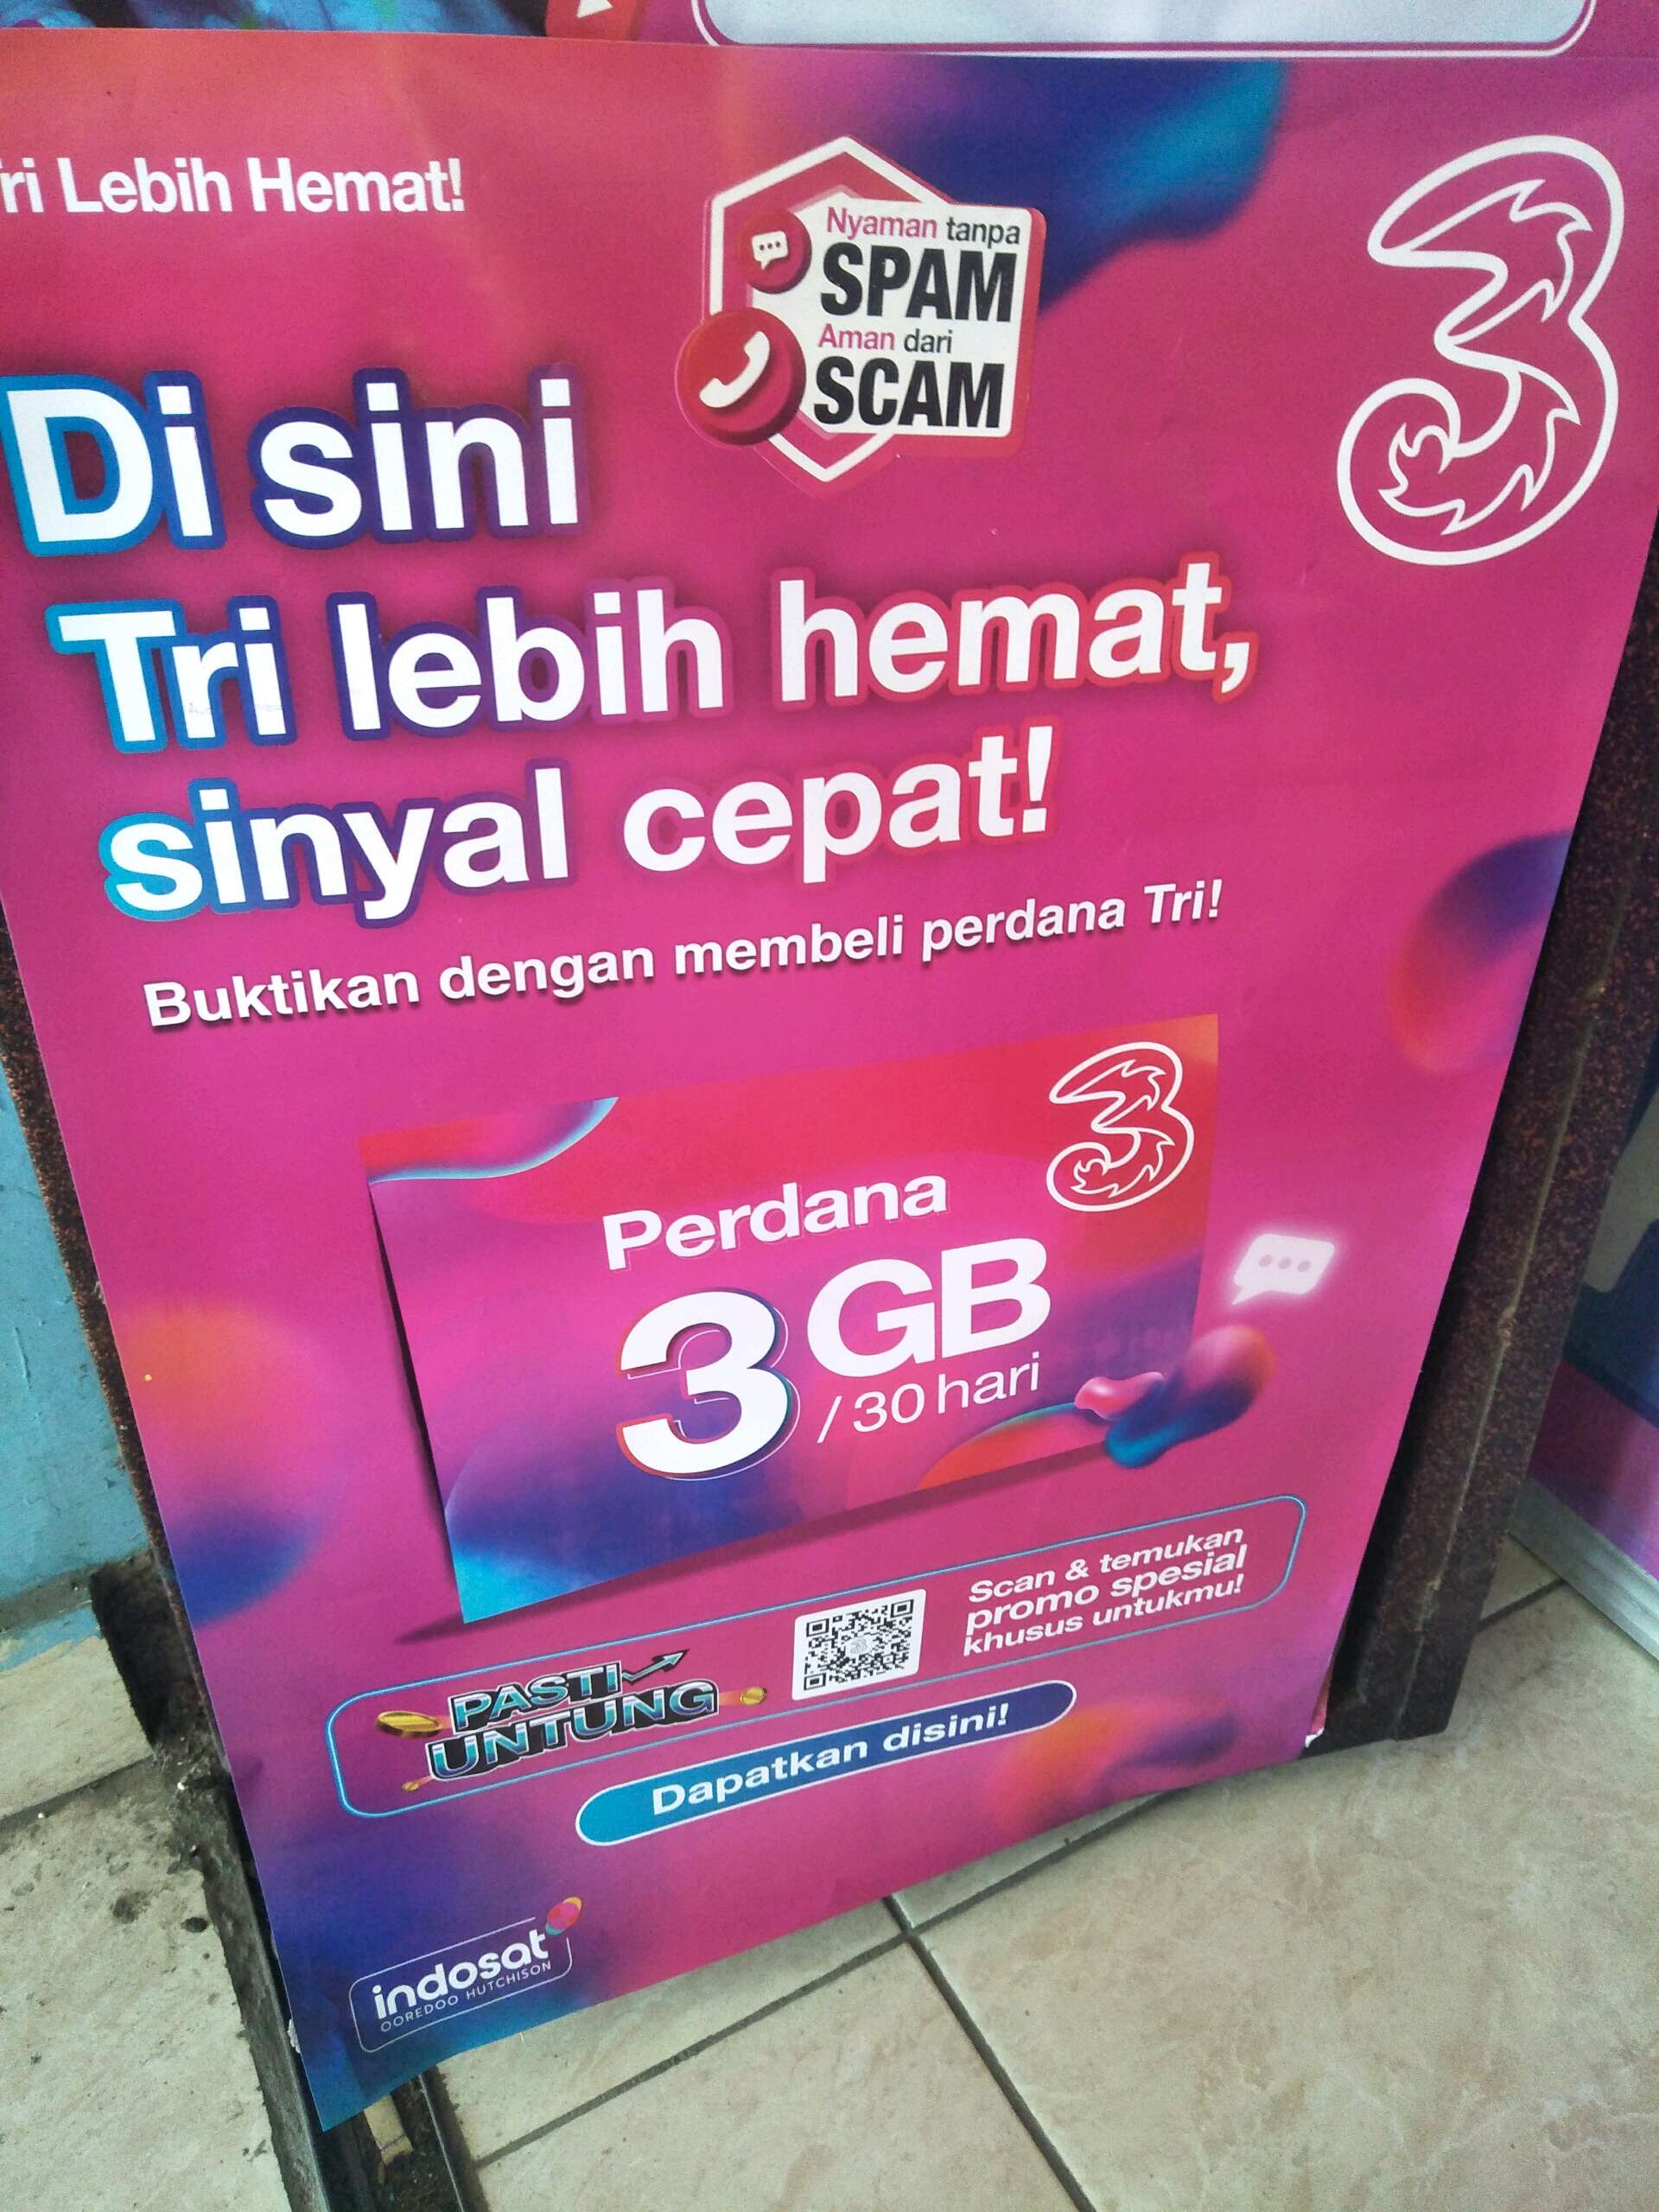 ri Lebih Hemat!
Nyaman tanpa
SPAM
Aman dari
SCAM
3
Di sini
Tri lebih hemat,
sinyal cepat!
Buktikan dengan membeli perdana Tri!
3
Perdana
3 GB
/30 hari
PASTI
UNTUNG
Scan & temukan
promo spesial
khusus untukmu!
Dapatkan disini!
indosat
OOREDOO HUTCHISON